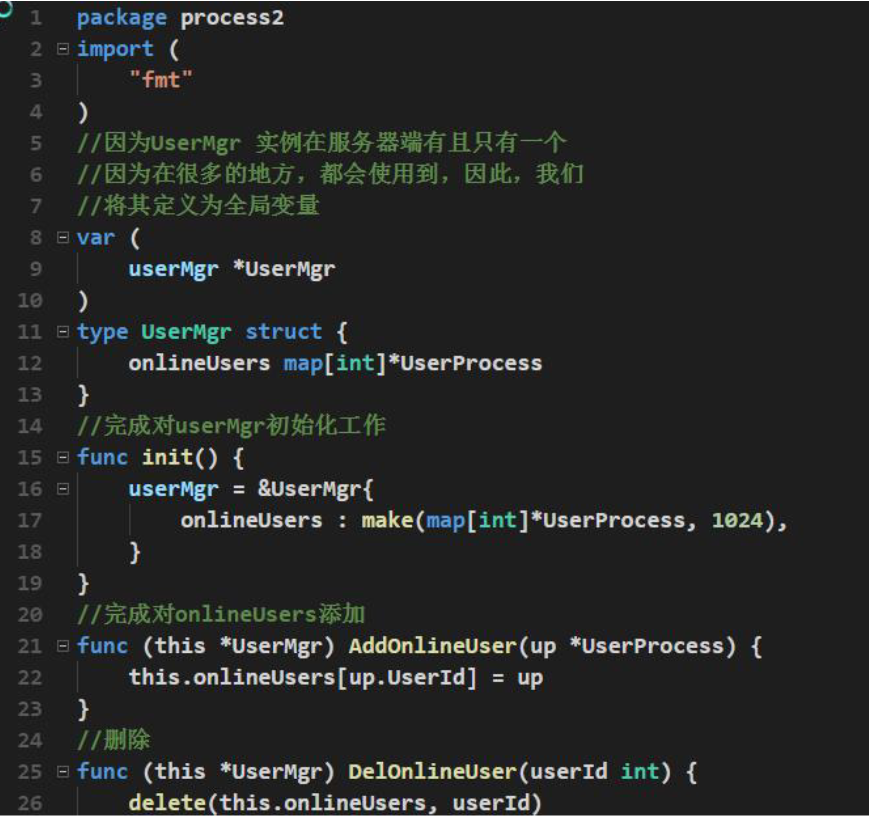 1 package process2
2 import (
3 "fmt"
4 )
5 //因为UserMgr 实例在服务器端有且只有一个
6 //因为在很多的地方，都会使用到，因此，我们
7 //将其定义为全局变量
8 var (
9 userMgr *UserMgr
10 )
11 type UserMgr struct {
12 onlineUsers map[int]*UserProcess
13 }
14 //完成对userMgr初始化工作
15 func init() {
16 userMgr = &UserMgr{
17 onlineUsers : make(map[int]*UserProcess, 1024),
18 }
19 }
20 //完成对onlineUsers添加
21 func (this *UserMgr) AddOnlineUser(up *UserProcess) {
22 this.onlineUsers[up.UserId] = up
23 }
24 //删除
25 func (this *UserMgr) DelOnlineUser(userId int) {
26 delete(this.onlineUsers, userId)